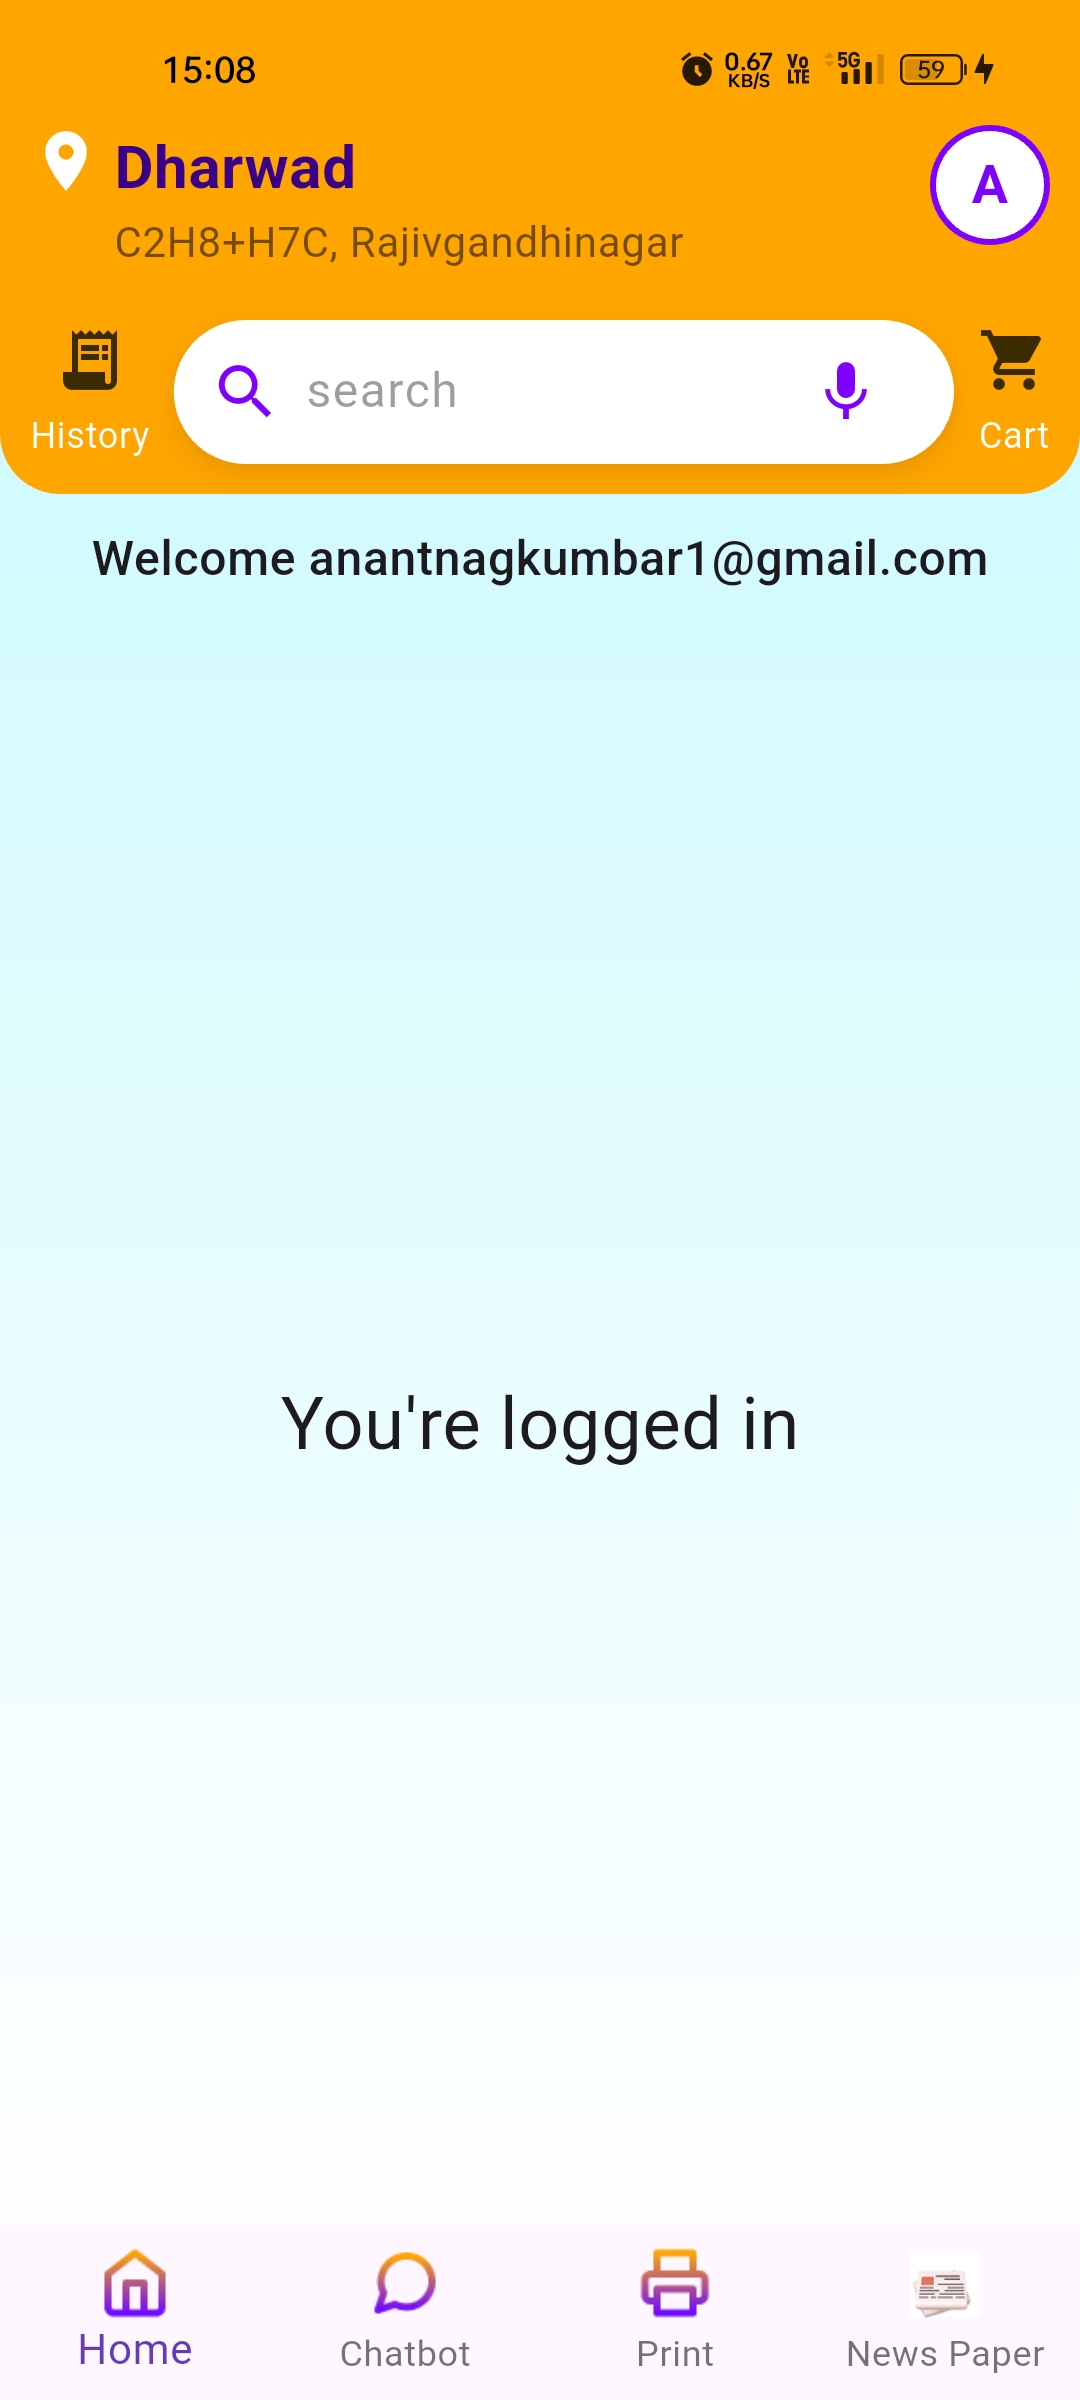 15:08
0.67 KB/S
Vo LTE
5G
59
Dharwad
A
C2H8+H7C, Rajivgandhinagar
search
History
Cart
Welcome anantnagkumbar1@gmail.com
You're logged in
Home
Chatbot
Print
News Paper